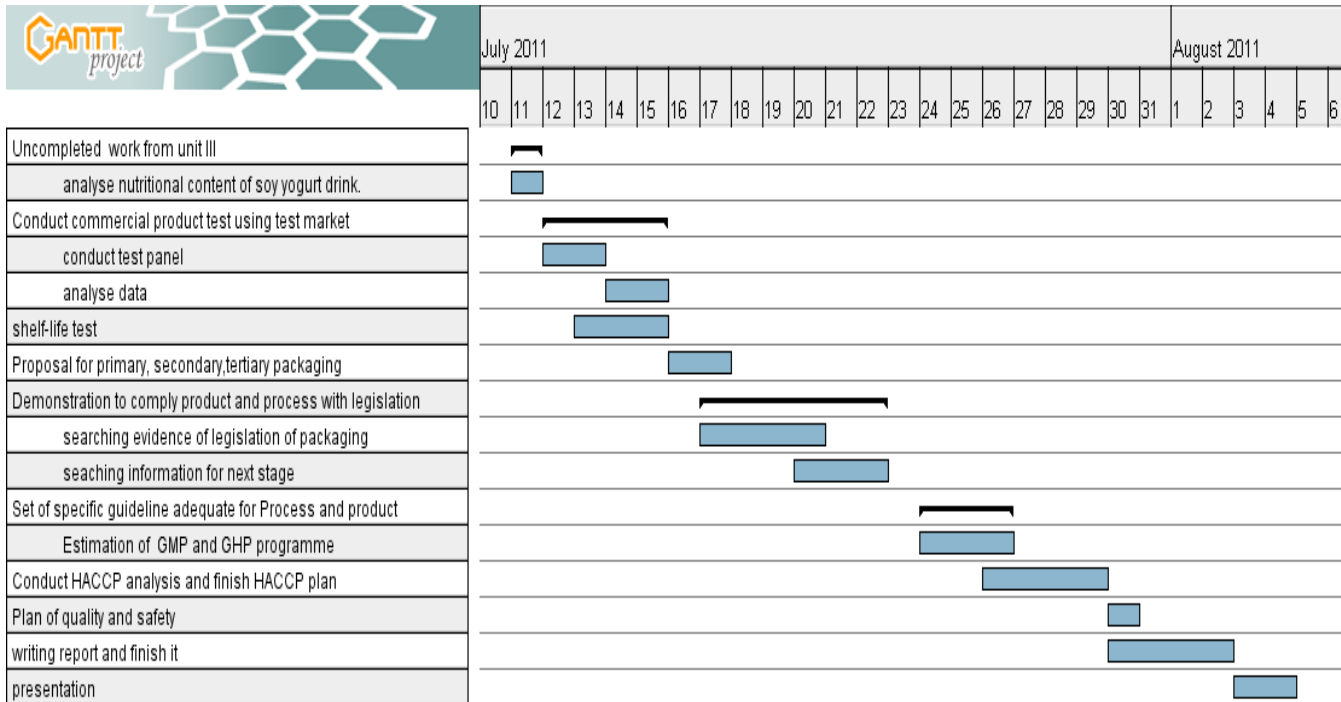 GANTT
project
July 2011 August 2011
10 11 12 13 14 15 16 17 18 19 20 21 22 23 24 25 26 27 28 29 30 31 1 2 3 4 5 6
Uncompleted work from unit III
analyse nutritional content of soy yogurt drink.
Conduct commercial product test using test market
conduct test panel
analyse data
shelf-life test
Proposal for primary, secondary,tertiary packaging
Demonstration to comply product and process with legislation
searching evidence of legislation of packaging
seaching information for next stage
Set of specific guideline adequate for Process and product
Estimation of GMP and GHP programme
Conduct HACCP analysis and finish HACCP plan
Plan of quality and safety
writing report and finish it
presentation